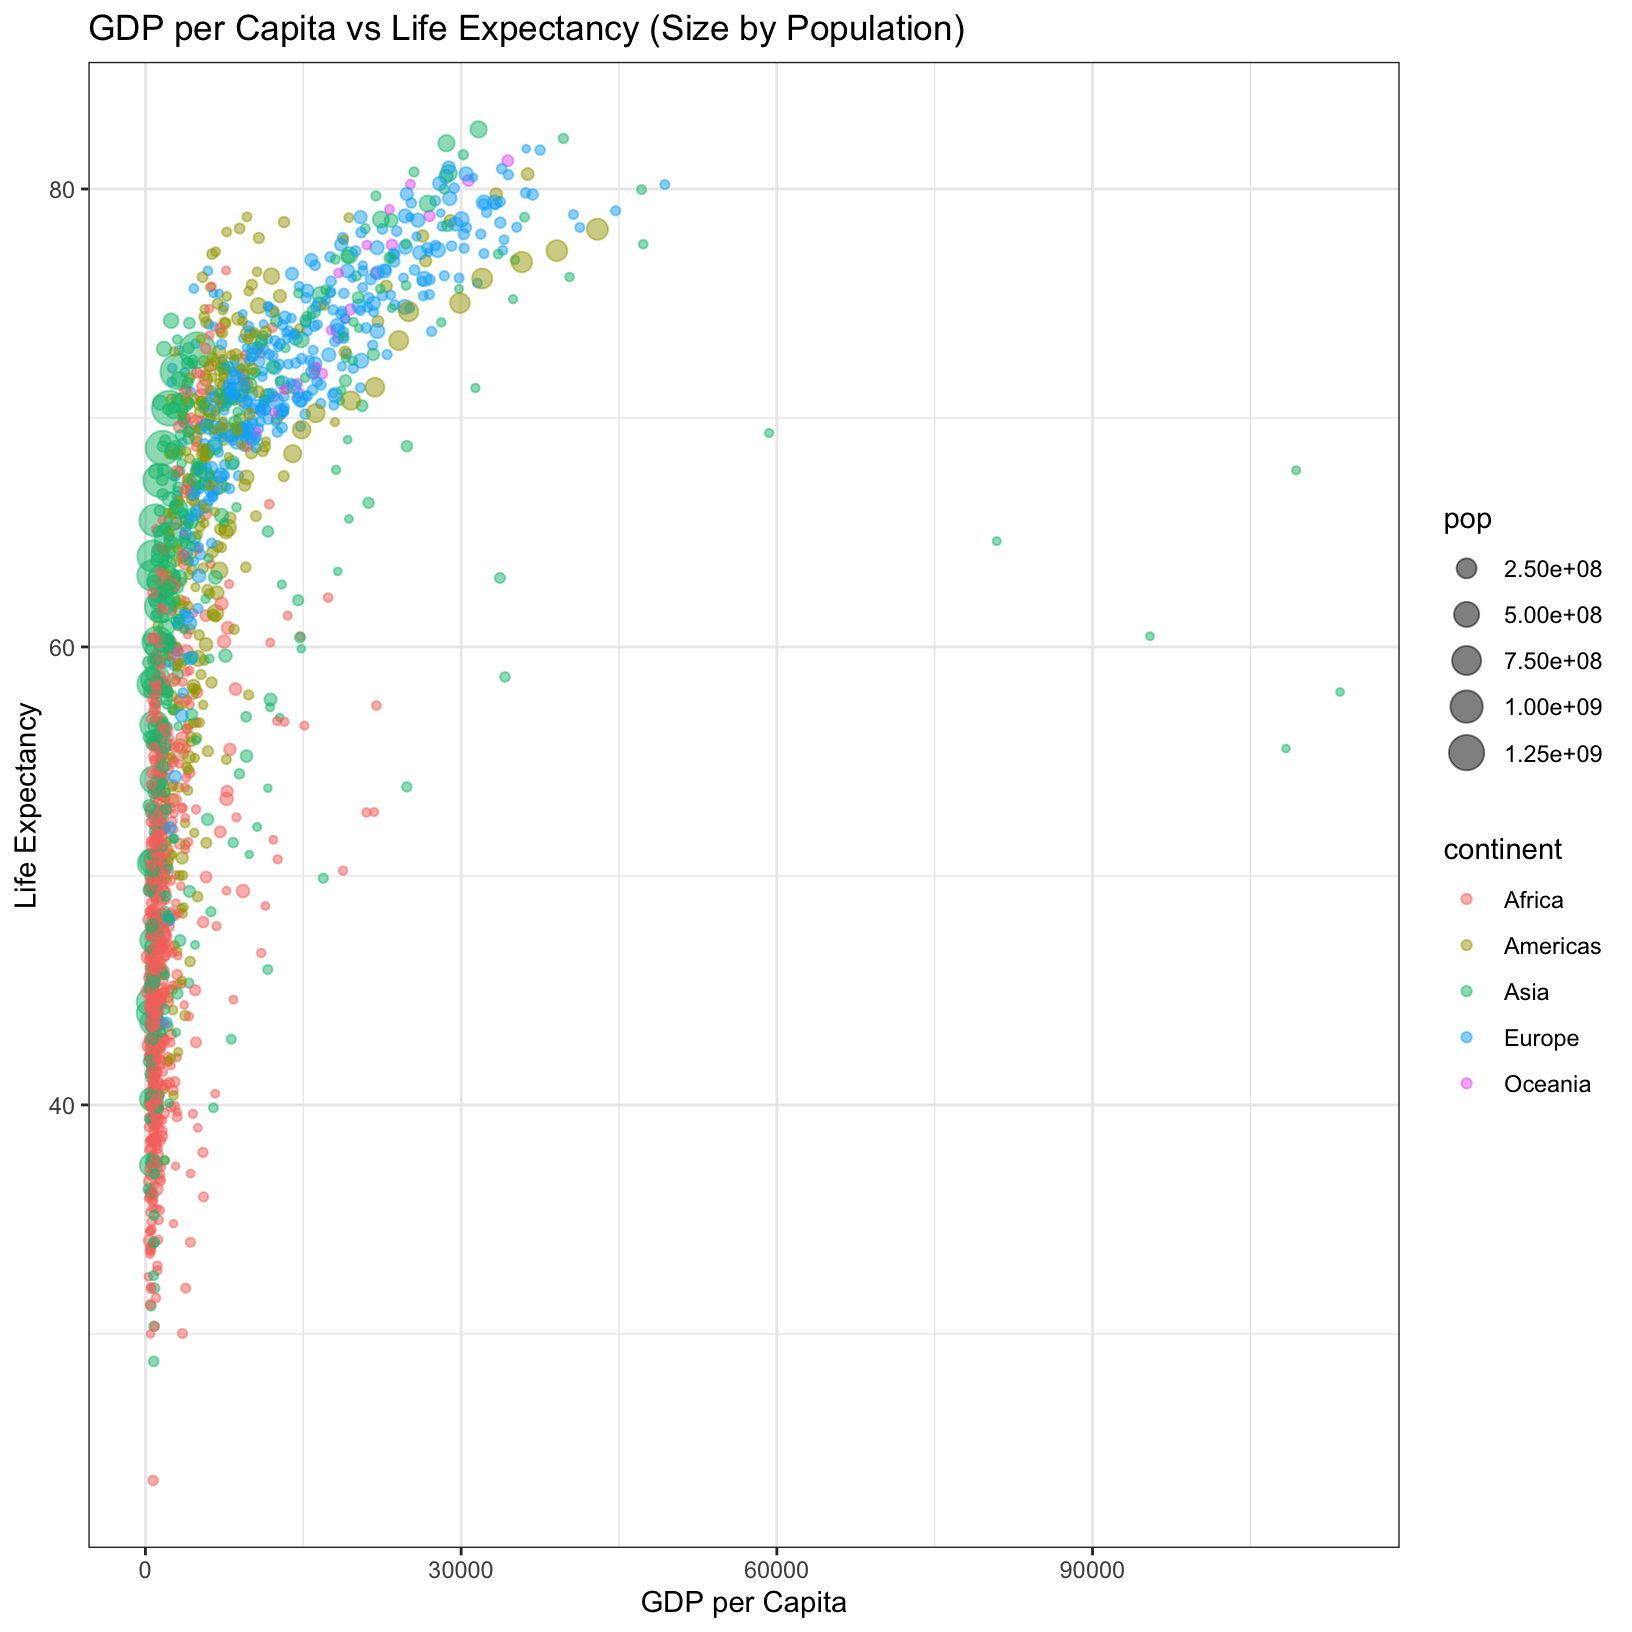 GDP per Capita vs Life Expectancy (Size by Population)
Life Expectancy
80
60
40
0
30000
60000
90000
GDP per Capita
pop
2.50e+08
5.00e+08
7.50e+08
1.00e+09
1.25e+09
continent
Africa
Americas
Asia
Europe
Oceania